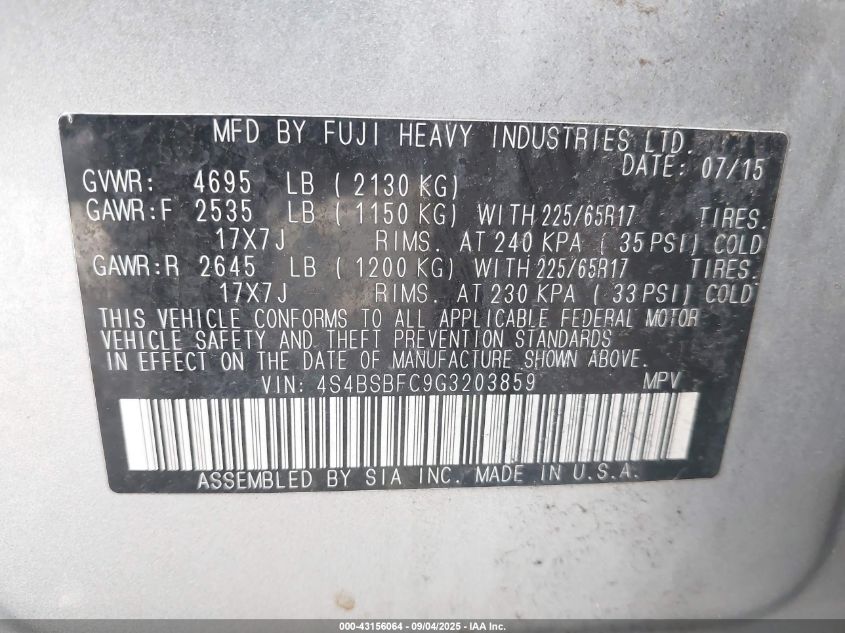 MFD BY FUJI HEAVY INDUSTRIES LTD.
DATE: 07/15
GVWR: 4695 LB ( 2130 KG)
GAWR:F 2535 LB ( 1150 KG) WITH 225/65R17 TIRES.
17X7J RIMS. AT 240 KPA ( 35 PSI) COLD
GAWR:R 2645 LB ( 1200 KG) WITH 225/65R17 TIRES.
17X7J RIMS. AT 230 KPA ( 33 PSI) COLD
THIS VEHICLE CONFORMS TO ALL APPLICABLE FEDERAL MOTOR
VEHICLE SAFETY AND THEFT PREVENTION STANDARDS
IN EFFECT ON THE DATE OF MANUFACTURE SHOWN ABOVE.
VIN: 4S4BSBFC9G3203859 MPV
ASSEMBLED BY SIA INC. MADE IN U.S.A.
000-43156064 - 09/04/2025 - IAA Inc.